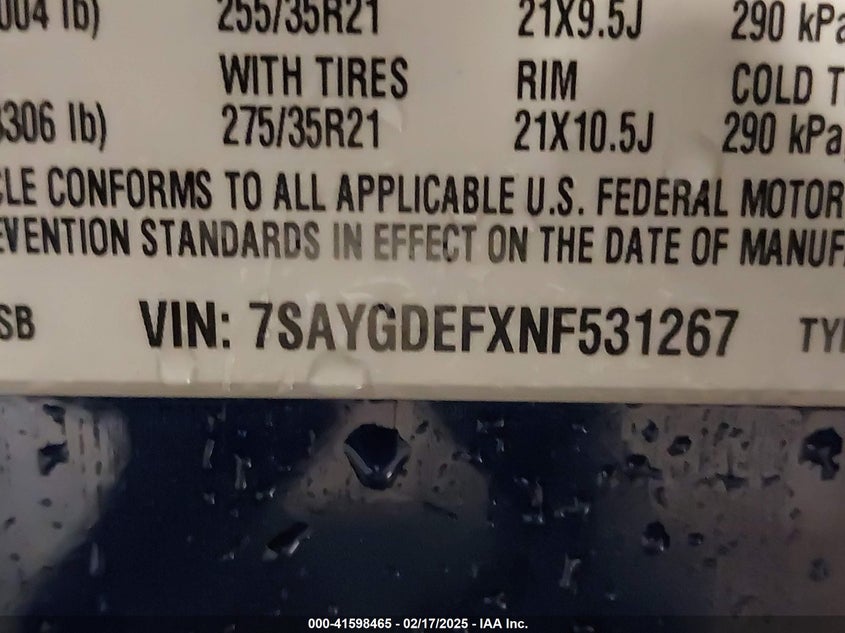 004 lb) 255/35R21 21X9.5J 290 kPa
WITH TIRES RIM COLD T
3306 lb) 275/35R21 21X10.5J 290 kPa
CLE CONFORMS TO ALL APPLICABLE U.S. FEDERAL MOTOR
EVENTION STANDARDS IN EFFECT ON THE DATE OF MANUF
SB VIN: 7SAYGDEFXNF531267 TYP
000-41598465 - 02/17/2025 - IAA Inc.